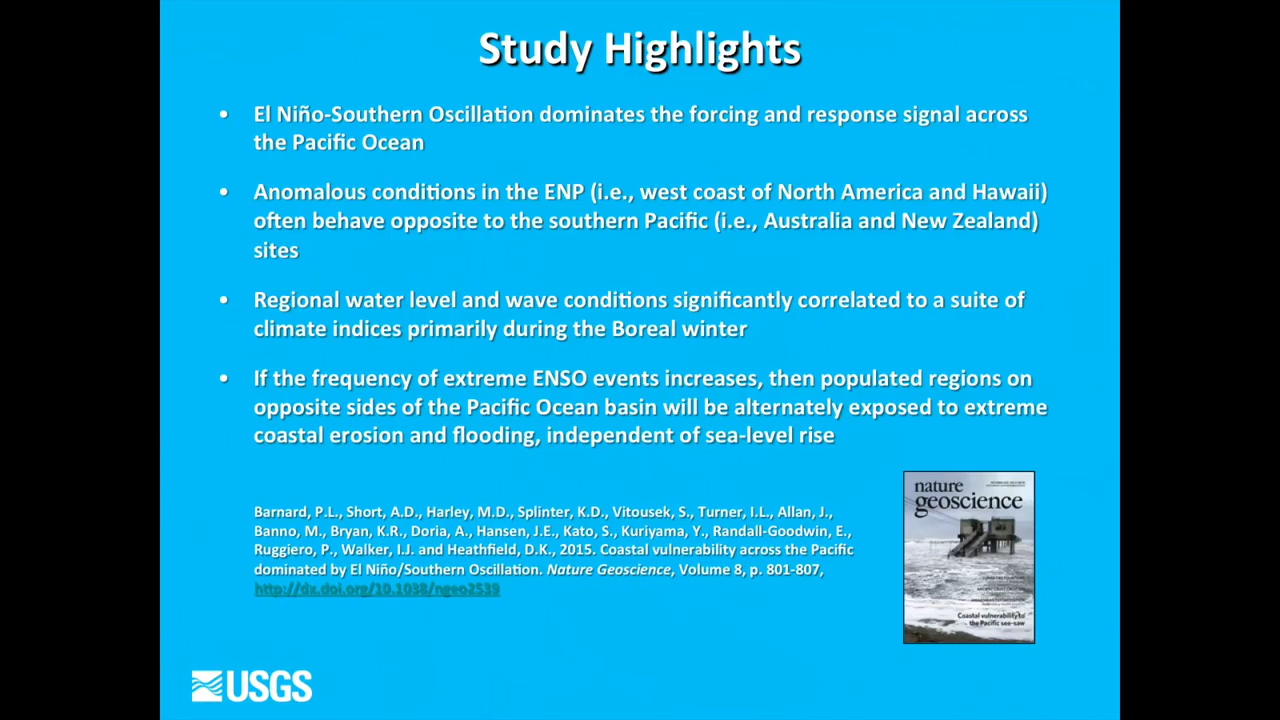 Study Highlights
• El Niño-Southern Oscillation dominates the forcing and response signal across
the Pacific Ocean
• Anomalous conditions in the ENP (i.e., west coast of North America and Hawaii)
often behave opposite to the southern Pacific (i.e., Australia and New Zealand)
sites
• Regional water level and wave conditions significantly correlated to a suite of
climate indices primarily during the Boreal winter
• If the frequency of extreme ENSO events increases, then populated regions on
opposite sides of the Pacific Ocean basin will be alternately exposed to extreme
coastal erosion and flooding, independent of sea-level rise
Barnard, P.L., Short, A.D., Harley, M.D., Splinter, K.D., Vitousek, S., Turner, I.L., Allan, J.,
Banno, M., Bryan, K.R., Doria, A., Hansen, J.E., Kato, S., Kuriyama, Y., Randall-Goodwin, E.,
Ruggiero, P., Walker, I.J. and Heathfield, D.K., 2015. Coastal vulnerability across the Pacific
dominated by El Niño/Southern Oscillation. Nature Geoscience, Volume 8, p. 801-807,
http://dx.doi.org/10.1038/ngeo2539
nature
geoscience
Coastal vulnerability to
the Pacific see-saw
USGS